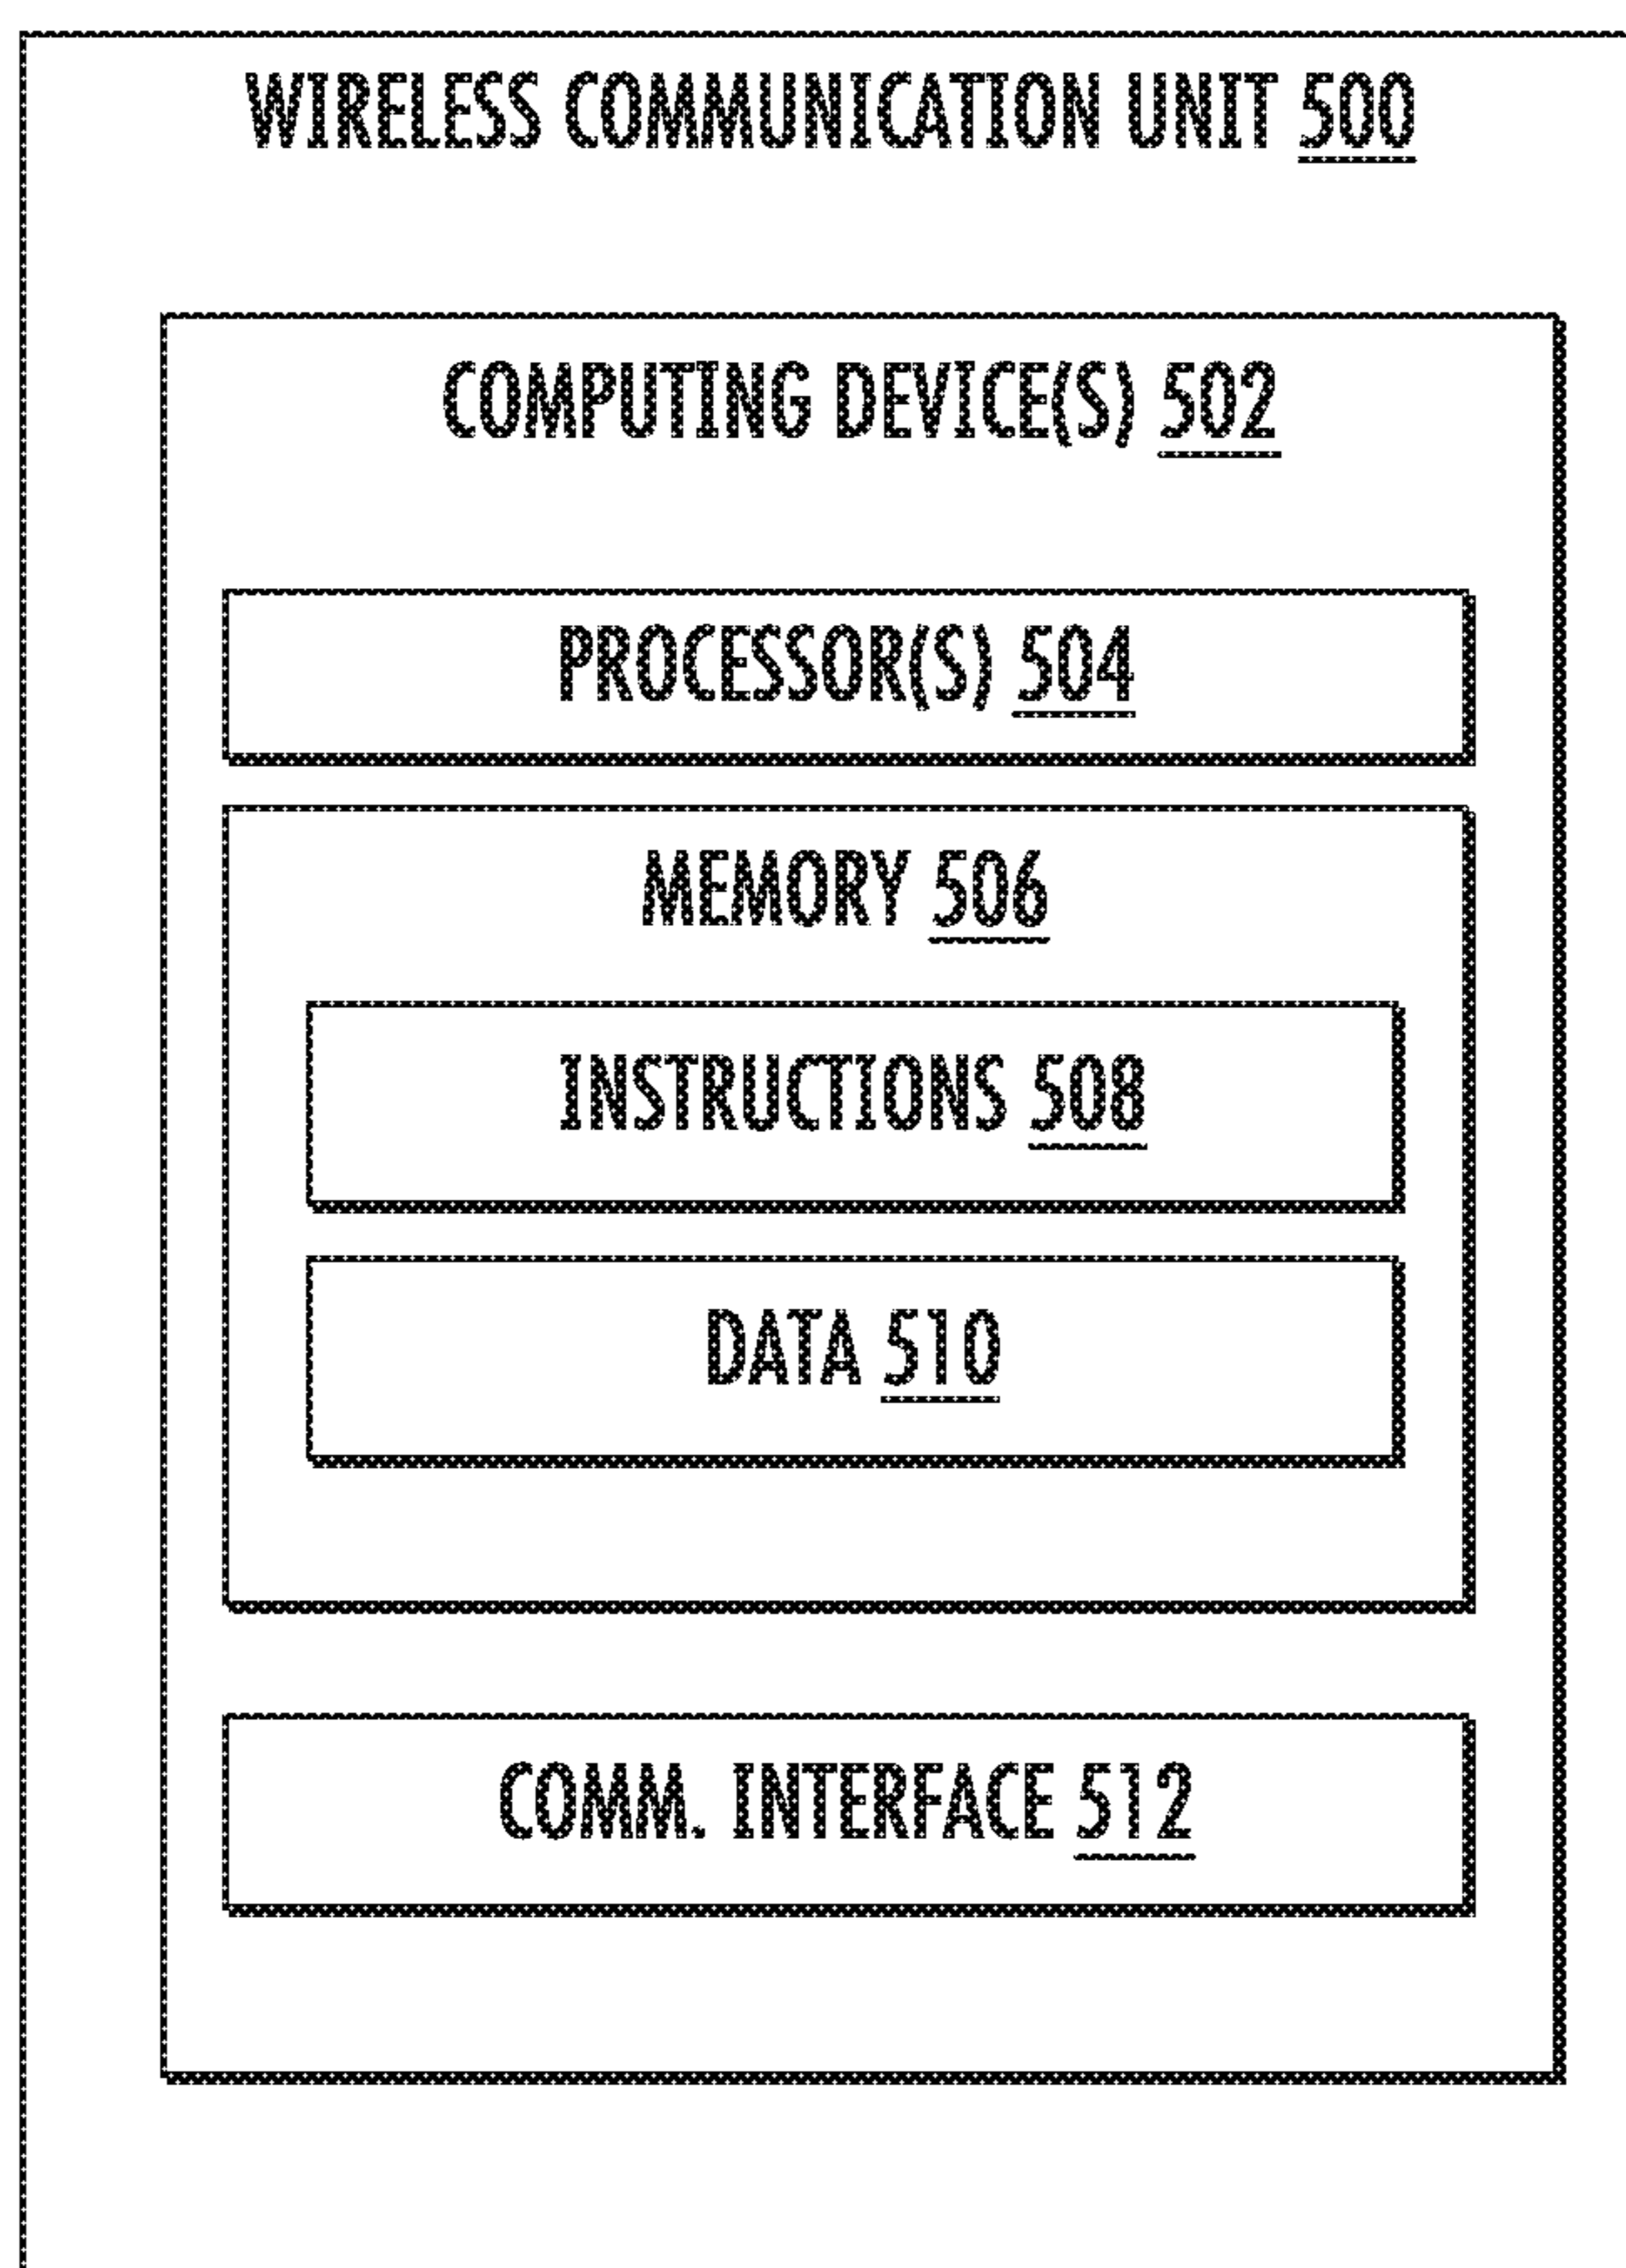 WIRELESS COMMUNICATION UNIT 500
COMPUTING DEVICE(S) 502
PROCESSOR(S) 504
MEMORY 506
INSTRUCTIONS 508
DATA 510
COMM. INTERFACE 512